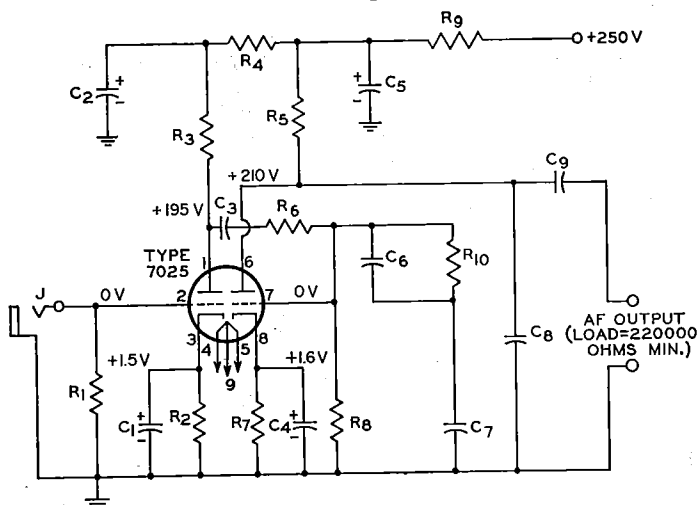 R9
+250V
R4
C2
+
-
+
-
C5
R3
R5
+210V
C9
+195V
C3
R6
TYPE
7025
1
6
C6
R10
J
0V
2
7
0V
AF OUTPUT
(LOAD=220000
OHMS MIN.)
3
4
5
8
C8
+1.5V
9
+1.6V
R1
C1
+
-
R2
R7
C4
+
-
R8
C7